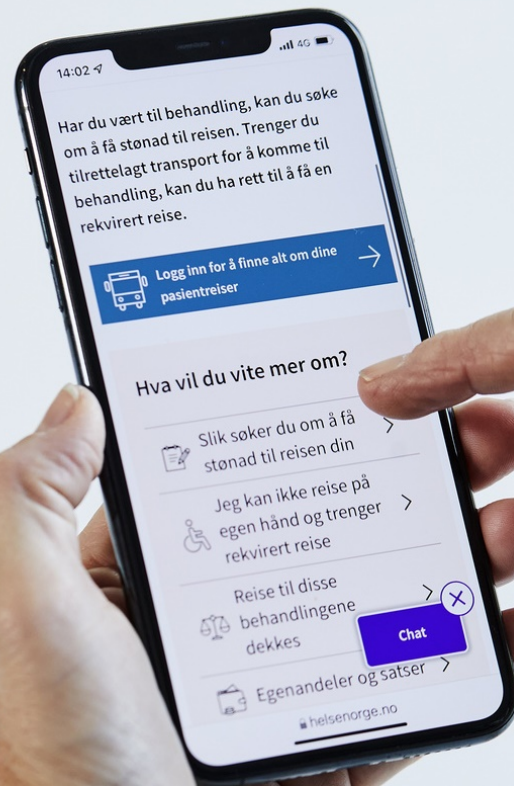 14:02
4G
Har du vært til behandling, kan du søke
om å få stønad til reisen. Trenger du
tilrettelagt transport for å komme til
behandling, kan du ha rett til å få en
rekvirert reise.
Logg inn for å finne alt om dine
pasientreiser
Hva vil du vite mer om?
Slik søker du om å få
stønad til reisen din
Jeg kan ikke reise på
egen hånd og trenger
rekvirert reise
Reise til disse
behandlingene
dekkes
Chat
Egenandeler og satser
helsenorge.no